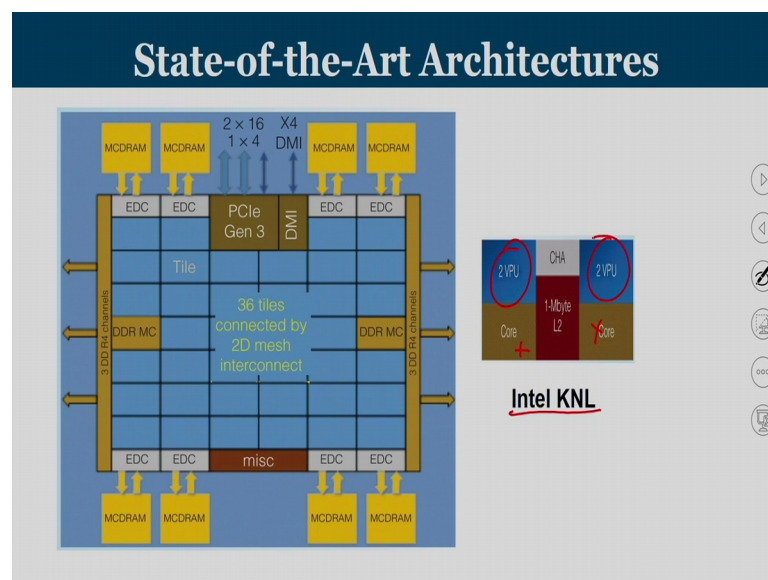 State-of-the-Art Architectures
2 × 16
1 × 4
X4
DMI
MCDRAM
MCDRAM
MCDRAM
MCDRAM
EDC
EDC
PCIe
Gen 3
DMI
EDC
EDC
Tile
3 DD R4 channels
DDR MC
36 tiles
connected by
2D mesh
interconnect
DDR MC
3 DD R4 channels
EDC
EDC
misc
EDC
EDC
MCDRAM
MCDRAM
MCDRAM
MCDRAM
2 VPU
CHA
2 VPU
Core
1-Mbyte
L2
Core
Intel KNL